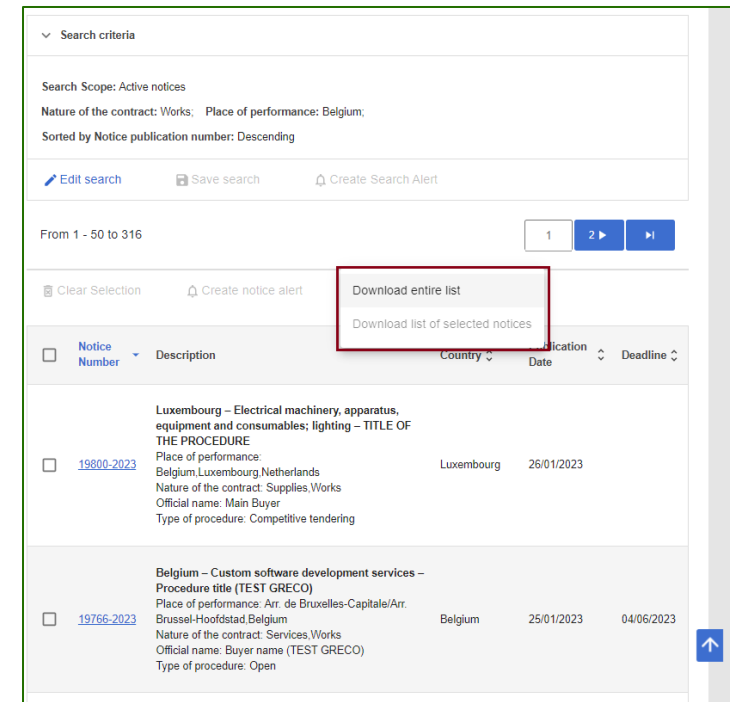 Search criteria
Search Scope: Active notices
Nature of the contract: Works; Place of performance: Belgium;
Sorted by Notice publication number: Descending
Edit search Save search Create Search Alert
From 1 - 50 to 316 1 2
Clear Selection Create notice alert Download entire list
Download list of selected notices
Notice Number Description Country Publication Date Deadline
Luxembourg – Electrical machinery, apparatus,
equipment and consumables; lighting – TITLE OF
THE PROCEDURE
Place of performance:
19800-2023 Belgium,Luxembourg,Netherlands Luxembourg 26/01/2023
Nature of the contract: Supplies,Works
Official name: Main Buyer
Type of procedure: Competitive tendering
Belgium – Custom software development services –
Procedure title (TEST GRECO)
Place of performance: Arr. de Bruxelles-Capitale/Arr.
19766-2023 Brussel-Hoofdstad,Belgium Belgium 25/01/2023 04/06/2023
Nature of the contract: Services,Works
Official name: Buyer name (TEST GRECO)
Type of procedure: Open